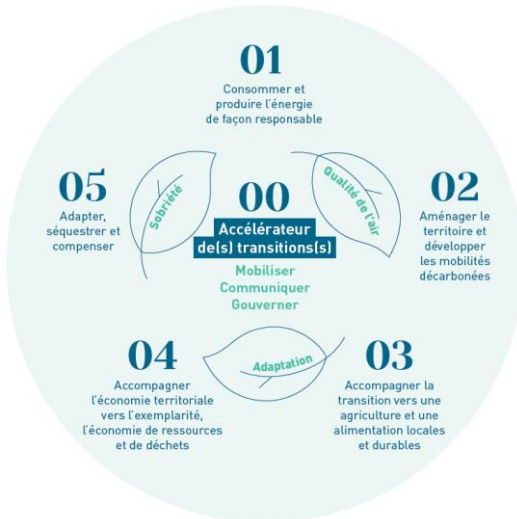 01
Consommer et
produire l'énergie
de façon responsable
05
Adapter,
séquestrer et
compenser
Sobriété
00
Accélérateur
de(s) transitions(s)
Mobiliser
Communiquer
Gouverner
Qualité de l'air
02
Aménager le
territoire et
développer
les mobilités
décarbonées
04
Accompagner
l'économie territoriale
vers l'exemplarité,
l'économie de ressources
et de déchets
Adaptation
03
Accompagner la
transition vers une
agriculture et une
alimentation locales
et durables